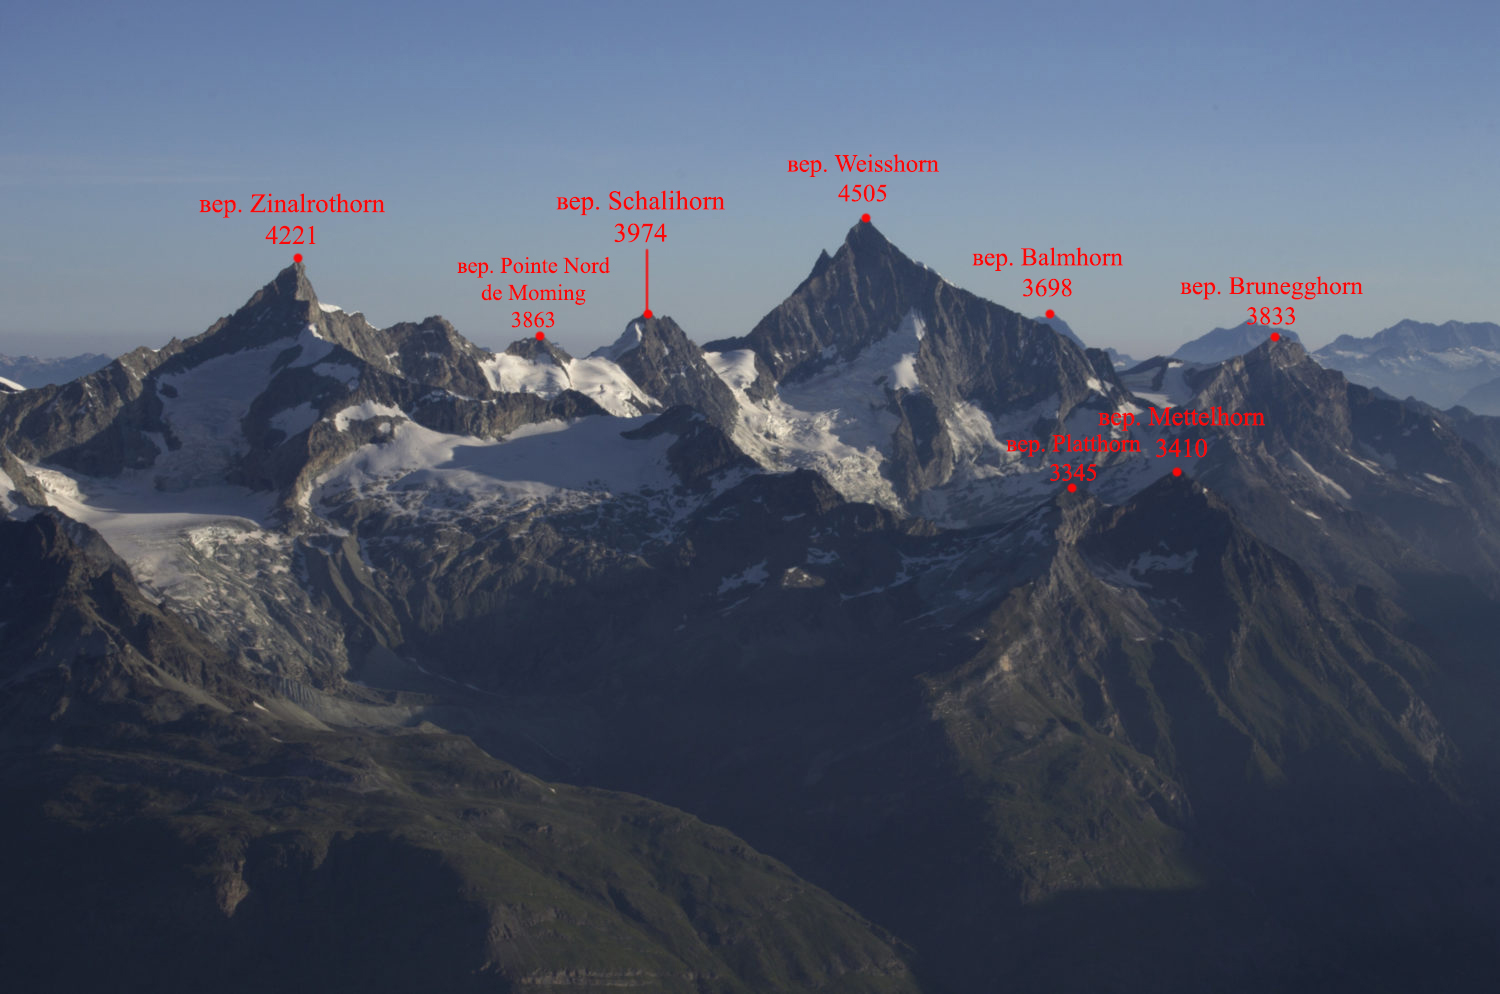 вер. Zinalrothorn
4221
вер. Pointe Nord
de Moming
3863
вер. Schalihorn
3974
вер. Weisshorn
4505
вер. Balmhorn
3698
вер. Brunegghorn
3833
вер. Platthorn
3345
вер. Mettelhorn
3410